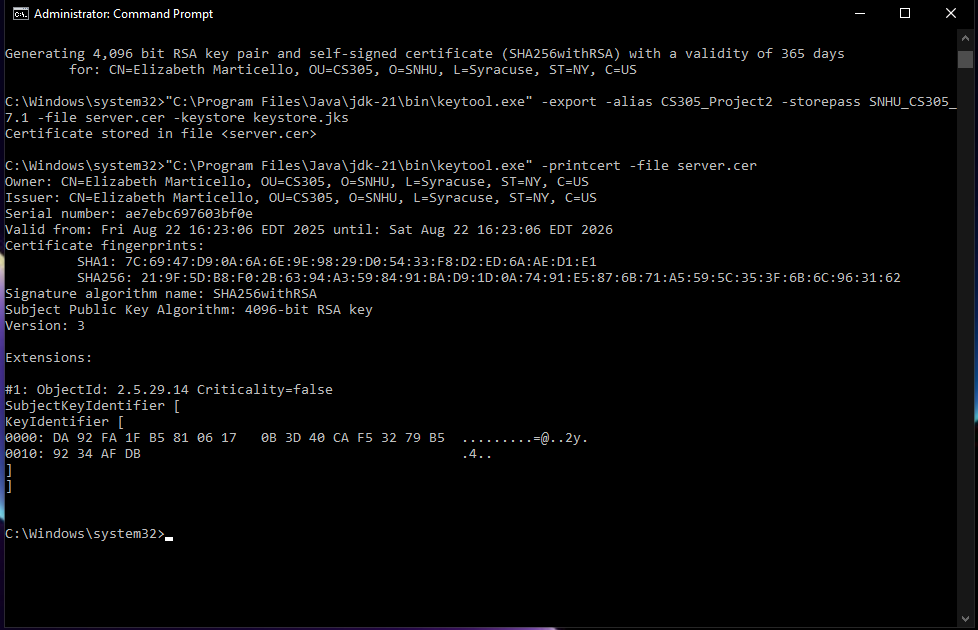 Administrator: Command Prompt
Generating 4,096 bit RSA key pair and self-signed certificate (SHA256withRSA) with a validity of 365 days
for: CN=Elizabeth Marticello, OU=CS305, O=SNHU, L=Syracuse, ST=NY, C=US
C:\Windows\system32>"C:\Program Files\Java\jdk-21\bin\keytool.exe" -export -alias CS305_Project2 -storepass SNHU_CS305_
7.1 -file server.cer -keystore keystore.jks
Certificate stored in file <server.cer>
C:\Windows\system32>"C:\Program Files\Java\jdk-21\bin\keytool.exe" -printcert -file server.cer
Owner: CN=Elizabeth Marticello, OU=CS305, O=SNHU, L=Syracuse, ST=NY, C=US
Issuer: CN=Elizabeth Marticello, OU=CS305, O=SNHU, L=Syracuse, ST=NY, C=US
Serial number: ae7ebc697603bf0e
Valid from: Fri Aug 22 16:23:06 EDT 2025 until: Sat Aug 22 16:23:06 EDT 2026
Certificate fingerprints:
SHA1: 7C:69:47:D9:0A:6A:6E:9E:98:29:D0:54:33:F8:D2:ED:6A:AE:D1:E1
SHA256: 21:9F:5D:B8:F0:2B:63:94:A3:59:84:91:BA:D9:1D:0A:74:91:E5:87:6B:71:A5:59:5C:35:3F:6B:6C:96:31:62
Signature algorithm name: SHA256withRSA
Subject Public Key Algorithm: 4096-bit RSA key
Version: 3
Extensions:
#1: ObjectId: 2.5.29.14 Criticality=false
SubjectKeyIdentifier [
KeyIdentifier [
0000: DA 92 FA 1F B5 81 06 17   0B 3D 40 CA F5 32 79 B5  .........=@..2y.
0010: 92 34 AF DB                                        .4..
]
]
C:\Windows\system32>